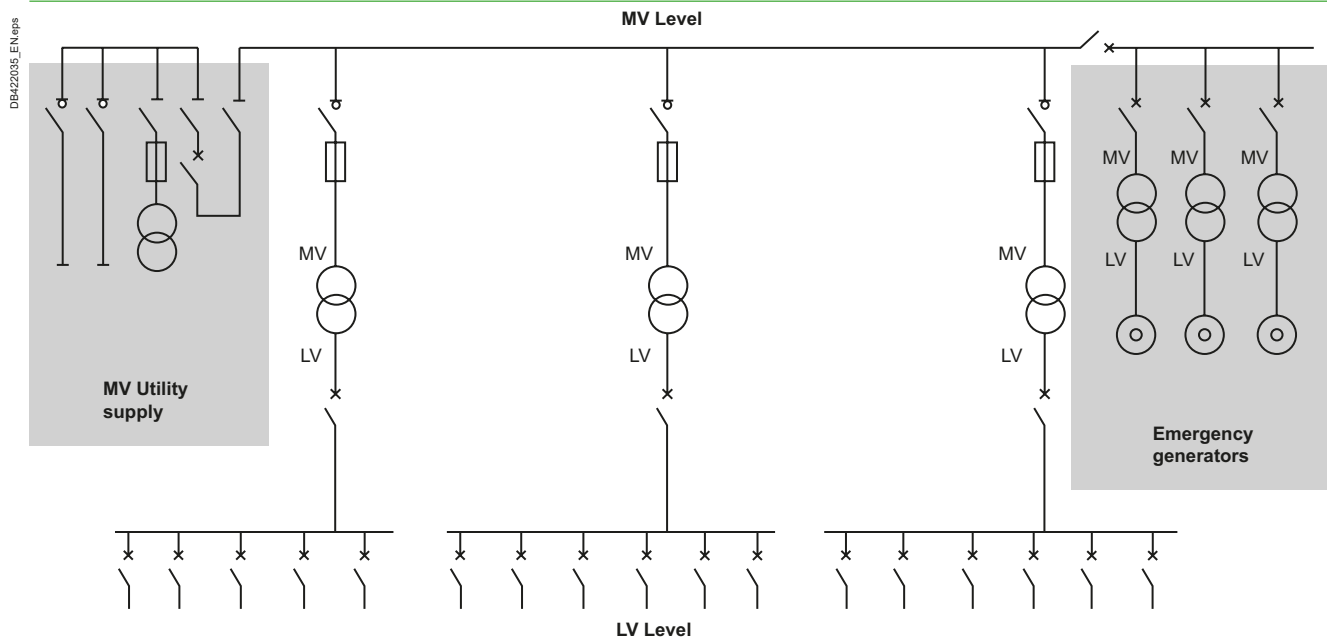 MV Level
DB422035_EN.eps
MV MV MV
MV MV MV
LV LV LV
LV LV LV
MV Utility
supply
Emergency
generators
LV Level